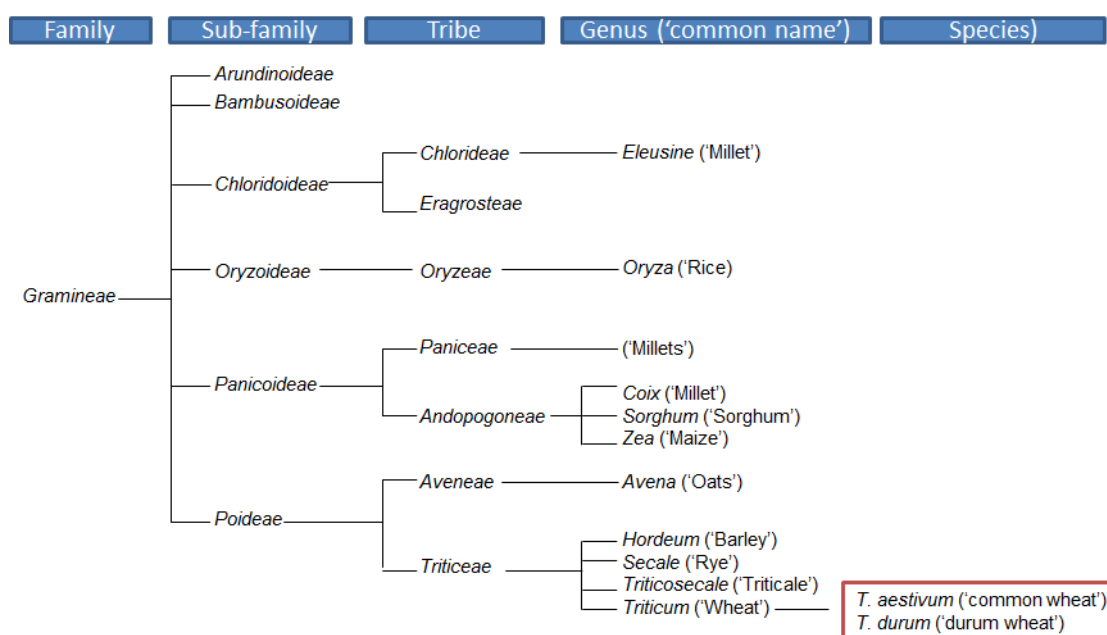 Family Sub-family Tribe Genus (‘common name’) Species)
Arundinoideae
Bambusoideae
Chlorideae Eleusine (‘Millet’)
Chloridoideae
Eragrosteae
Oryzoideae Oryzeae Oryza (‘Rice)
Gramineae
Paniceae (‘Millets’)
Panicoideae
Coix (‘Millet’)
Andopogoneae Sorghum (‘Sorghum’)
Zea (‘Maize’)
Aveneae Avena (‘Oats’)
Poideae
Hordeum (‘Barley’)
Triticeae Secale (‘Rye’)
Triticosecale (‘Triticale’)
Triticum (‘Wheat’) T. aestivum (‘common wheat’)
T. durum (‘durum wheat’)